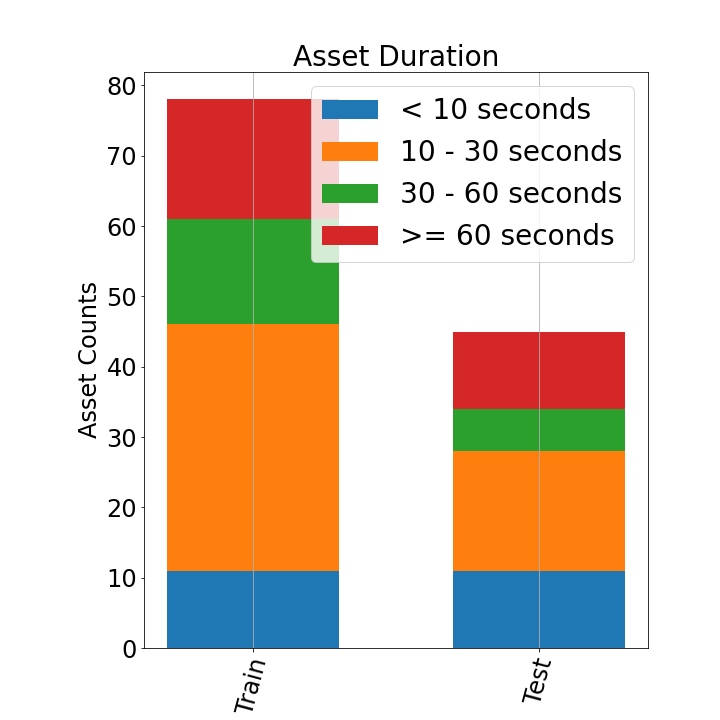 Asset Duration
80
70
60
50
40
30
20
10
0
Asset Counts
< 10 seconds
10 - 30 seconds
30 - 60 seconds
>= 60 seconds
Train
Test